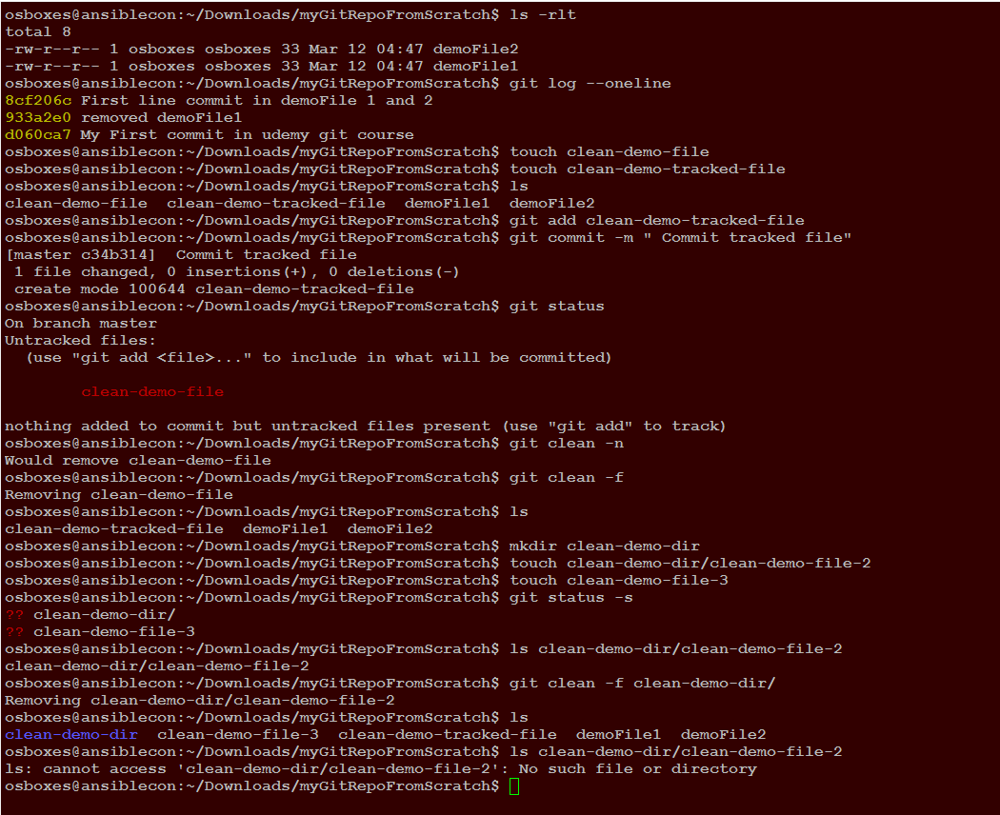 osboxes@ansiblecon:~/Downloads/myGitRepoFromScratch$ ls -rlt
total 8
-rw-r--r-- 1 osboxes osboxes 33 Mar 12 04:47 demoFile2
-rw-r--r-- 1 osboxes osboxes 33 Mar 12 04:47 demoFile1
osboxes@ansiblecon:~/Downloads/myGitRepoFromScratch$ git log --oneline
8cf206c First line commit in demoFile 1 and 2
933a2e0 removed demoFile1
d060ca7 My First commit in udemy git course
osboxes@ansiblecon:~/Downloads/myGitRepoFromScratch$ touch clean-demo-file
osboxes@ansiblecon:~/Downloads/myGitRepoFromScratch$ touch clean-demo-tracked-file
osboxes@ansiblecon:~/Downloads/myGitRepoFromScratch$ ls
clean-demo-file  clean-demo-tracked-file  demoFile1  demoFile2
osboxes@ansiblecon:~/Downloads/myGitRepoFromScratch$ git add clean-demo-tracked-file
osboxes@ansiblecon:~/Downloads/myGitRepoFromScratch$ git commit -m " Commit tracked file"
[master c34b314]  Commit tracked file
 1 file changed, 0 insertions(+), 0 deletions(-)
 create mode 100644 clean-demo-tracked-file
osboxes@ansiblecon:~/Downloads/myGitRepoFromScratch$ git status
On branch master
Untracked files:
  (use "git add <file>..." to include in what will be committed)
        clean-demo-file
nothing added to commit but untracked files present (use "git add" to track)
osboxes@ansiblecon:~/Downloads/myGitRepoFromScratch$ git clean -n
Would remove clean-demo-file
osboxes@ansiblecon:~/Downloads/myGitRepoFromScratch$ git clean -f
Removing clean-demo-file
osboxes@ansiblecon:~/Downloads/myGitRepoFromScratch$ ls
clean-demo-tracked-file  demoFile1  demoFile2
osboxes@ansiblecon:~/Downloads/myGitRepoFromScratch$ mkdir clean-demo-dir
osboxes@ansiblecon:~/Downloads/myGitRepoFromScratch$ touch clean-demo-dir/clean-demo-file-2
osboxes@ansiblecon:~/Downloads/myGitRepoFromScratch$ touch clean-demo-file-3
osboxes@ansiblecon:~/Downloads/myGitRepoFromScratch$ git status -s
?? clean-demo-dir/
?? clean-demo-file-3
osboxes@ansiblecon:~/Downloads/myGitRepoFromScratch$ ls clean-demo-dir/clean-demo-file-2
clean-demo-dir/clean-demo-file-2
osboxes@ansiblecon:~/Downloads/myGitRepoFromScratch$ git clean -f clean-demo-dir/
Removing clean-demo-dir/clean-demo-file-2
osboxes@ansiblecon:~/Downloads/myGitRepoFromScratch$ ls
clean-demo-dir  clean-demo-file-3  clean-demo-tracked-file  demoFile1  demoFile2
osboxes@ansiblecon:~/Downloads/myGitRepoFromScratch$ ls clean-demo-dir/clean-demo-file-2
ls: cannot access 'clean-demo-dir/clean-demo-file-2': No such file or directory
osboxes@ansiblecon:~/Downloads/myGitRepoFromScratch$